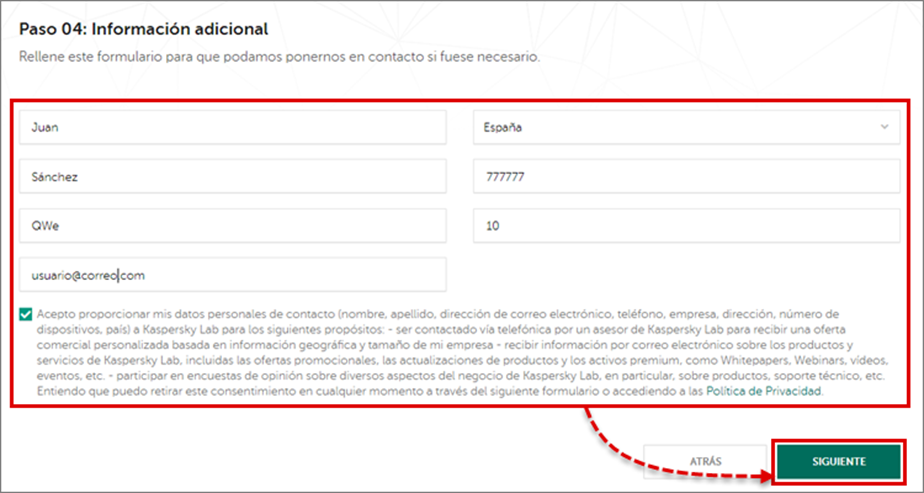 Paso 04: Información adicional
Rellene este formulario para que podamos ponernos en contacto si fuese necesario.
Juan
España
Sánchez
777777
QWe
10
usuario@correo.com
Acepto proporcionar mis datos personales de contacto (nombre, apellido, dirección de correo electrónico, teléfono, empresa, dirección, número de
dispositivos, país) a Kaspersky Lab para los siguientes propósitos: - ser contactado vía telefónica por un asesor de Kaspersky Lab para recibir una oferta
comercial personalizada basada en información geográfica y tamaño de mi empresa - recibir información por correo electrónico sobre los productos y
servicios de Kaspersky Lab, incluidas las ofertas promocionales, las actualizaciones de productos y los activos premium, como Whitepapers, Webinars, vídeos,
eventos, etc. - participar en encuestas de opinión sobre diversos aspectos del negocio de Kaspersky Lab, en particular, sobre productos, soporte técnico, etc.
Entiendo que puedo retirar este consentimiento en cualquier momento a través del siguiente formulario o accediendo a las Política de Privacidad.
ATRÁS
SIGUIENTE